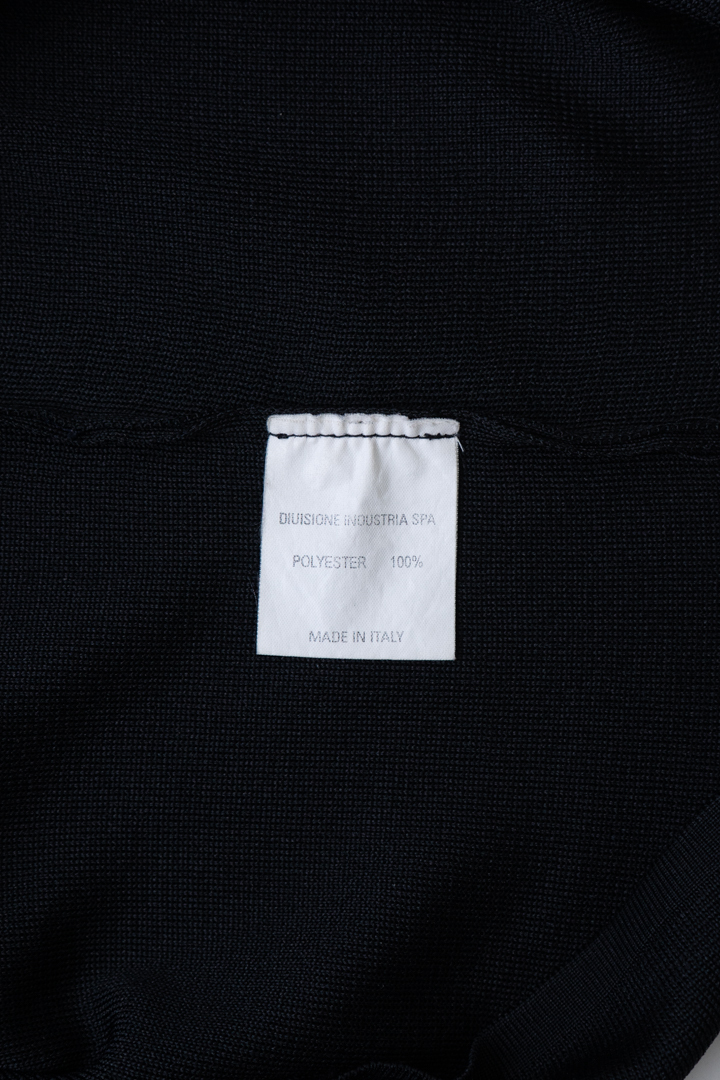 DIUISIONE INDUSTRIA SPA
POLYESTER 100%
MADE IN ITALY